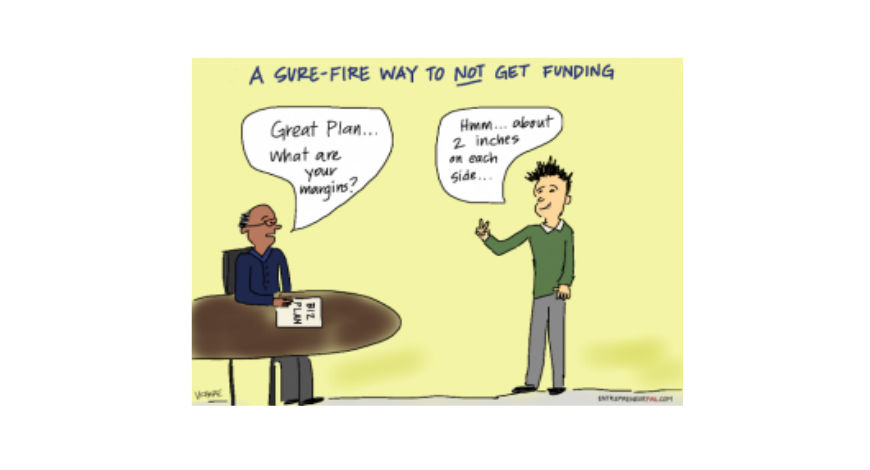 A SURE-FIRE WAY TO NOT GET FUNDING
Great Plan...
What are
your
margins?
Hmm... about
2 inches
on each
side...
BIZ
PLAN
ENTREPRENEURFAIL.COM